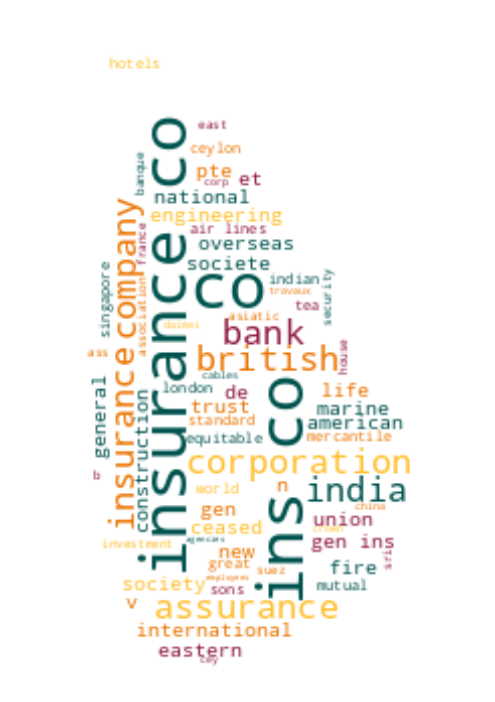 hotels
east
ceylon
banque
pte
corp
et
national
engineering
air lines
france
overseas
societe
insurance co
insurance company
singapore
association
co
indian
travaux
security
tea
asiatic
daimei
bank
british
house
ass
cables
general
construction
london
de
life
trust
marine
standard
american
equitable
mercantile
corporation
ins co
b
world
n
india
gen
china
union
ceased
crown
investment
agencies
gen ins
new
sri
great
suez
fire
employees
society
sons
mutual
v
assurance
international
eastern
cey